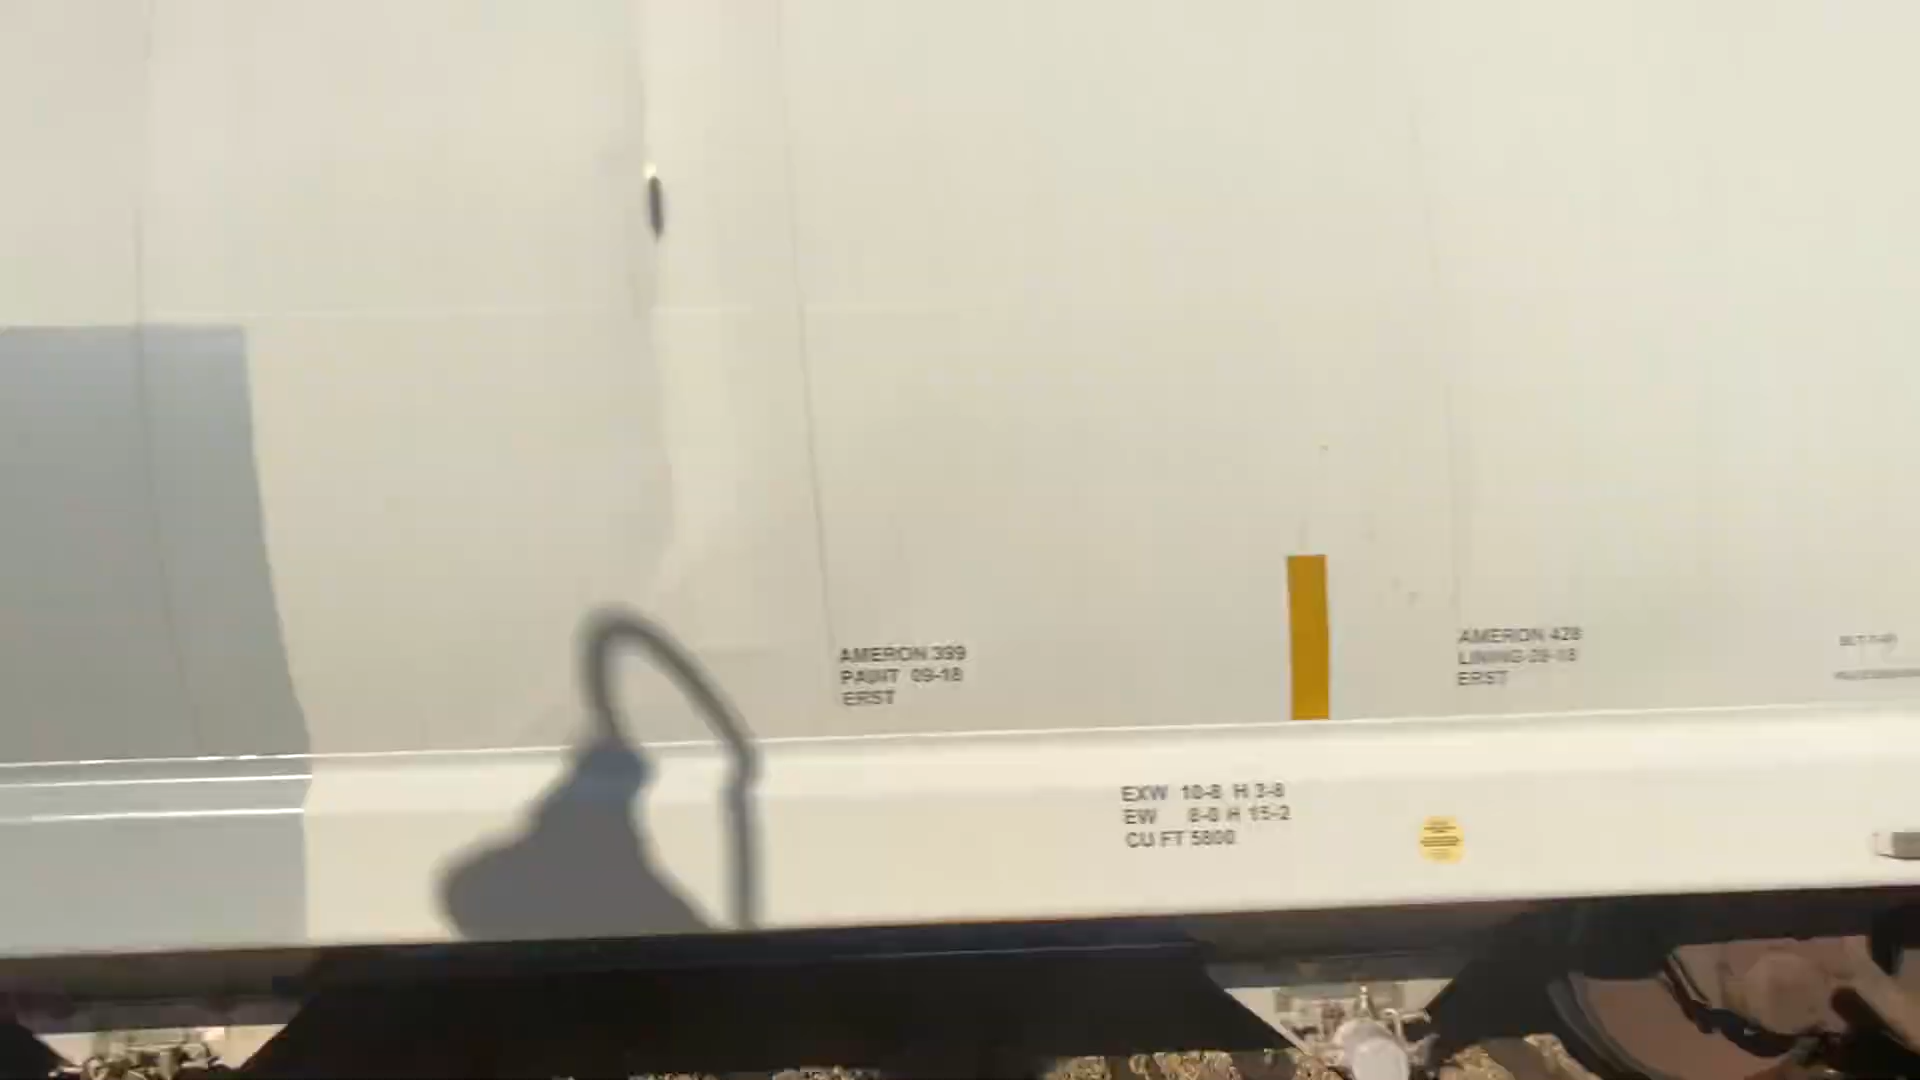 AMERON 399
PAINT 09-18
ERST
AMERON 428
LINING 09-18
ERST
EXW 10-8 H 3-8
EW 8-0 H 15-2
CU FT 5800